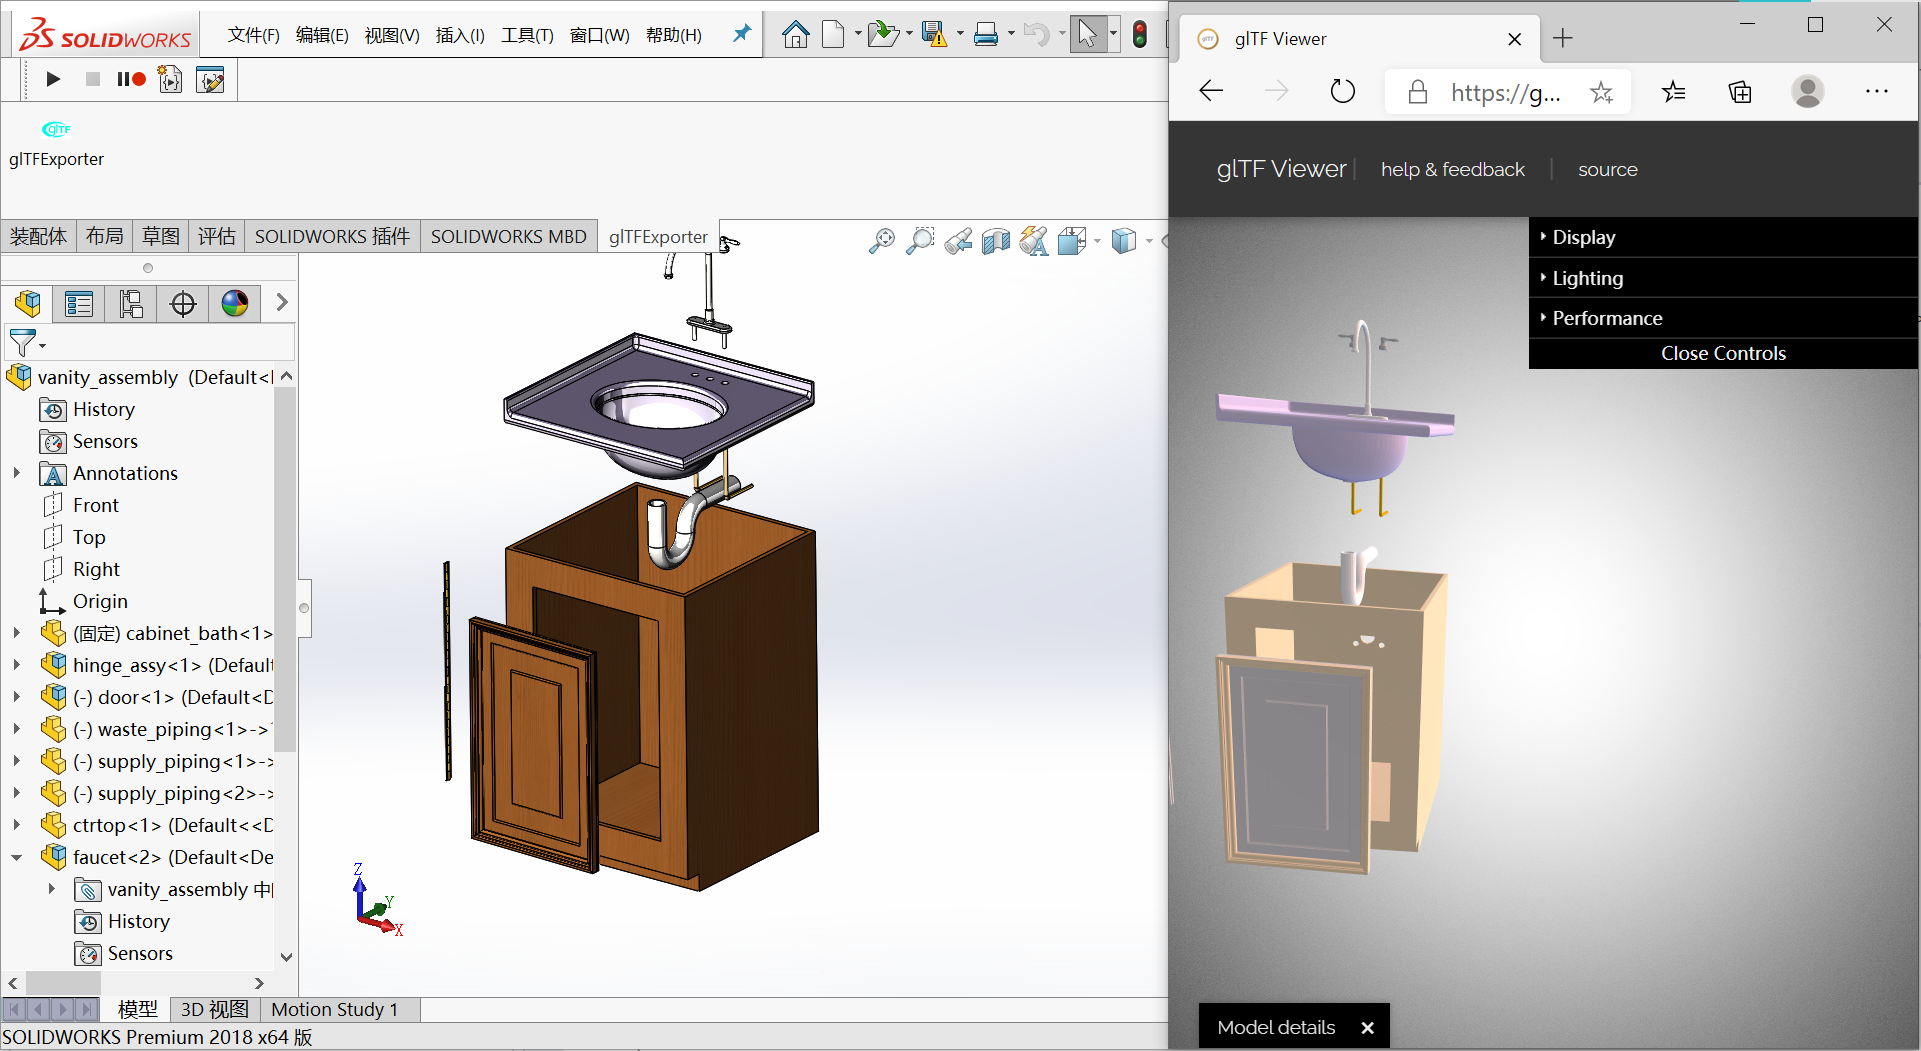 SOLIDWORKS 文件(F) 编辑(E) 视图(V) 插入(I) 工具(T) 窗口(W) 帮助(H)
glTF
glTFExporter
装配体 布局 草图 评估 SOLIDWORKS 插件 SOLIDWORKS MBD glTFExporter
vanity_assembly (Default<
History
Sensors
Annotations
Front
Top
Right
Origin
(固定) cabinet_bath<1>
hinge_assy<1> (Default
(-) door<1> (Default<D
(-) waste_piping<1>->
(-) supply_piping<1>->
(-) supply_piping<2>->
ctrtop<1> (Default<<D
faucet<2> (Default<De
vanity_assembly 中
History
Sensors
Z
Y
X
模型 3D 视图 Motion Study 1
SOLIDWORKS Premium 2018 x64 版
glTF Viewer
https://g...
glTF Viewer help & feedback source
Display
Lighting
Performance
Close Controls
Model details ×